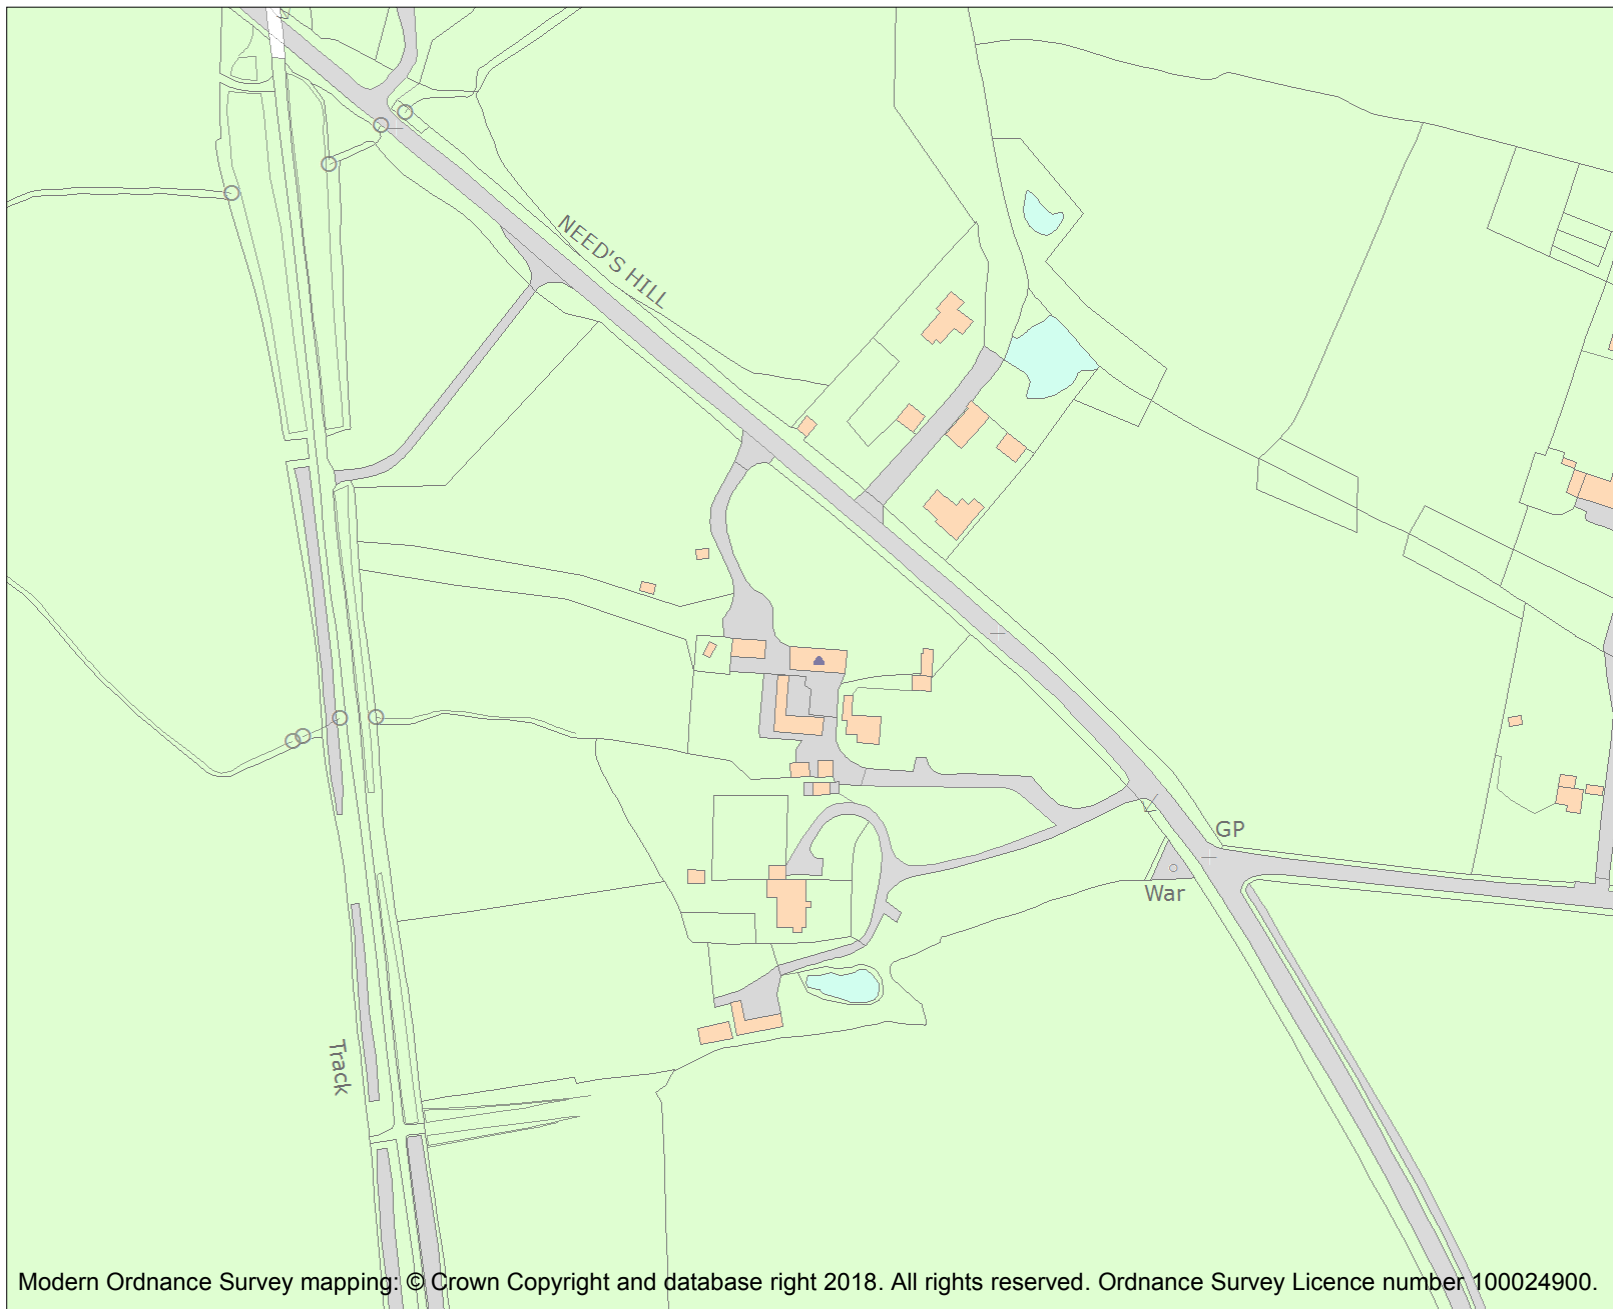 NEED'S HILL
GP
War
Track
Modern Ordnance Survey mapping: © Crown Copyright and database right 2018. All rights reserved. Ordnance Survey Licence number 100024900.